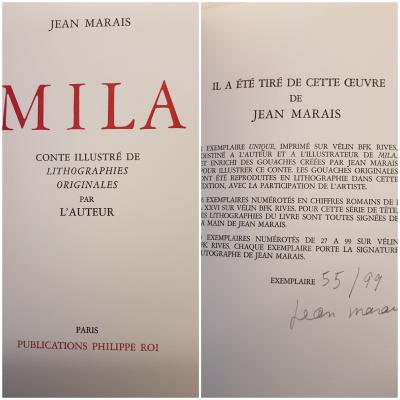 JEAN MARAIS
MILA
CONTE ILLUSTRÉ DE
LITHOGRAPHIES
ORIGINALES
PAR
L'AUTEUR
PARIS
PUBLICATIONS PHILIPPE ROI
IL A ÉTÉ TIRÉ DE CETTE ŒUVRE
DE
JEAN MARAIS
EXEMPLAIRE UNIQUE, IMPRIMÉ SUR VÉLIN BFK RIVES,
DESTINÉ A L'AUTEUR ET A L'ILLUSTRATEUR DE MILA.
ET ENRICHI DES GOUACHES CRÉÉES PAR JEAN MARAIS
POUR ILLUSTRER CE CONTE. LES GOUACHES ORIGINALES
ONT ÉTÉ REPRODUITES EN LITHOGRAPHIE DANS CETTE
ÉDITION, AVEC LA PARTICIPATION DE L'ARTISTE.
EXEMPLAIRES NUMÉROTÉS EN CHIFFRES ROMAINS DE I
A XXVI SUR VÉLIN BFK RIVES. POUR CETTE SÉRIE DE TÊTE,
LES LITHOGRAPHIES DU LIVRE SONT TOUTES SIGNÉES DE
LA MAIN DE JEAN MARAIS.
EXEMPLAIRES NUMÉROTÉS DE 27 A 99 SUR VÉLIN
BFK RIVES. CHAQUE EXEMPLAIRE PORTE LA SIGNATURE
AUTOGRAPHE DE JEAN MARAIS.
EXEMPLAIRE 55/99
Jean Marais